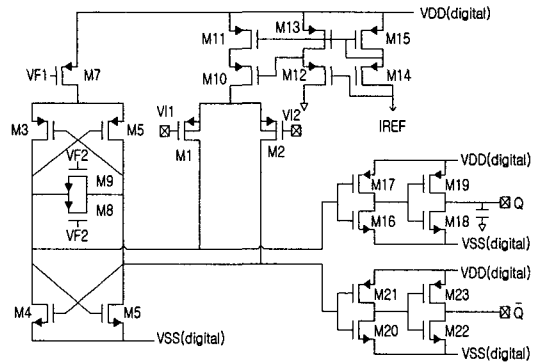 VDD(digital)
M13
M11
M15
VF1
M7
M10
M12
M14
VI1
VI2
IREF
M3
M5
VF2
M1
M2
VDD(digital)
M9
M17
M19
M8
Q
VF2
M16
M18
VSS(digital)
VDD(digital)
M21
M23
M4
M5
Q̄
M20
M22
VSS(digital)
VSS(digital)